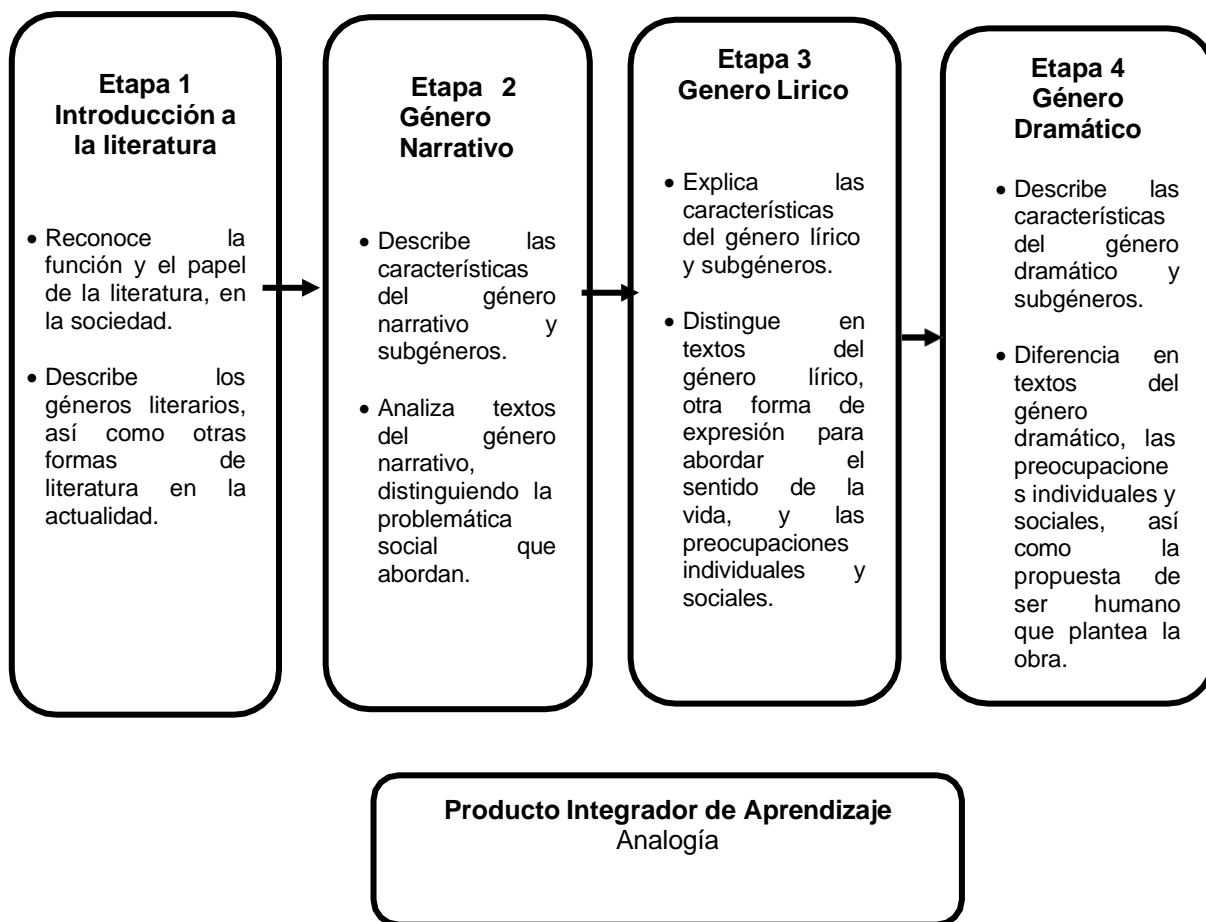 Etapa 1
Introducción a
la literatura
• Reconoce la
función y el papel
de la literatura, en
la sociedad.
• Describe los
géneros literarios,
así como otras
formas de
literatura en la
actualidad.
Etapa 2
Género
Narrativo
• Describe las
características
del género
narrativo y
subgéneros.
• Analiza textos
del género
narrativo,
distinguiendo la
problemática
social que
abordan.
Etapa 3
Genero Lirico
• Explica las
características
del género lírico
y subgéneros.
• Distingue en
textos del
género lírico,
otra forma de
expresión para
abordar el
sentido de la
vida, y las
preocupaciones
individuales y
sociales.
Etapa 4
Género
Dramático
• Describe las
características
del género
dramático y
subgéneros.
• Diferencia en
textos del
género
dramático, las
preocupacione
s individuales y
sociales, así
como la
propuesta de
ser humano
que plantea la
obra.
Producto Integrador de Aprendizaje
Analogía